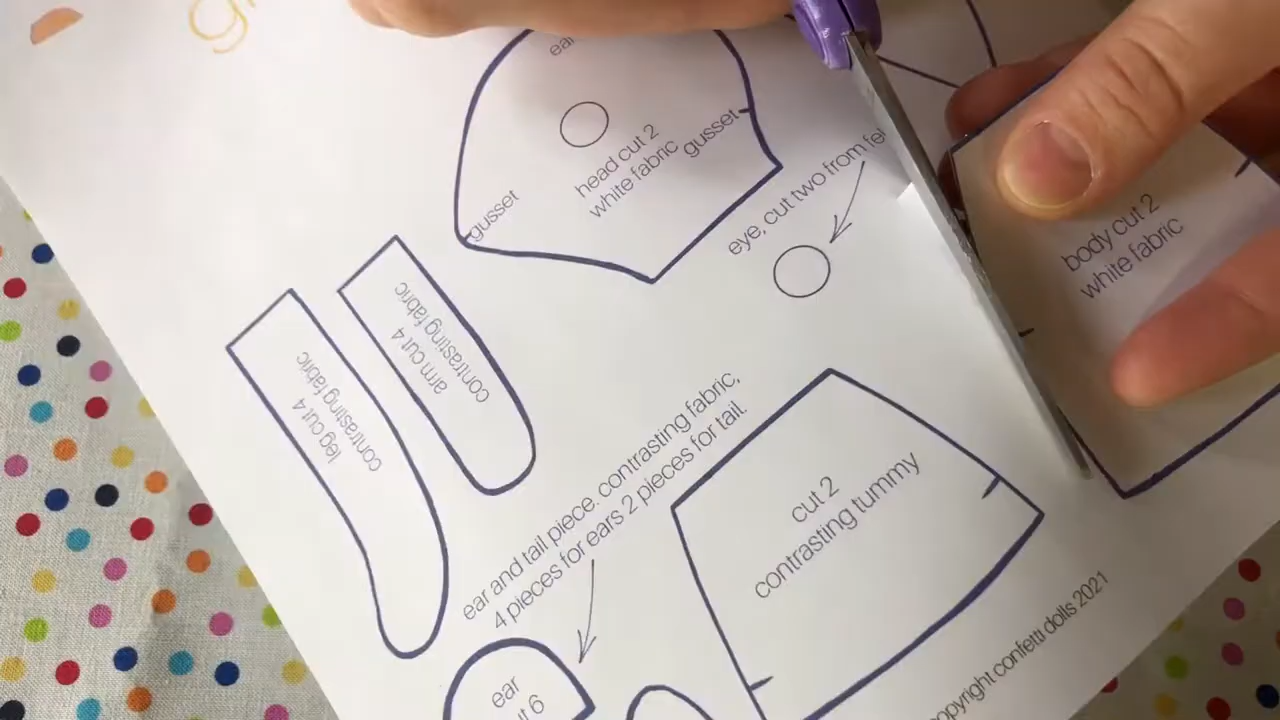 head cut 2
white fabric
gusset
gusset
eye, cut two from
body cut 2
white fabric
arm cut 4
contrasting fabric
leg cut 4
contrasting fabric
ear and tail piece. contrasting fabric,
4 pieces for ears 2 pieces for tail.
cut 2
contrasting tummy
ear
6
confetti dolls 2021